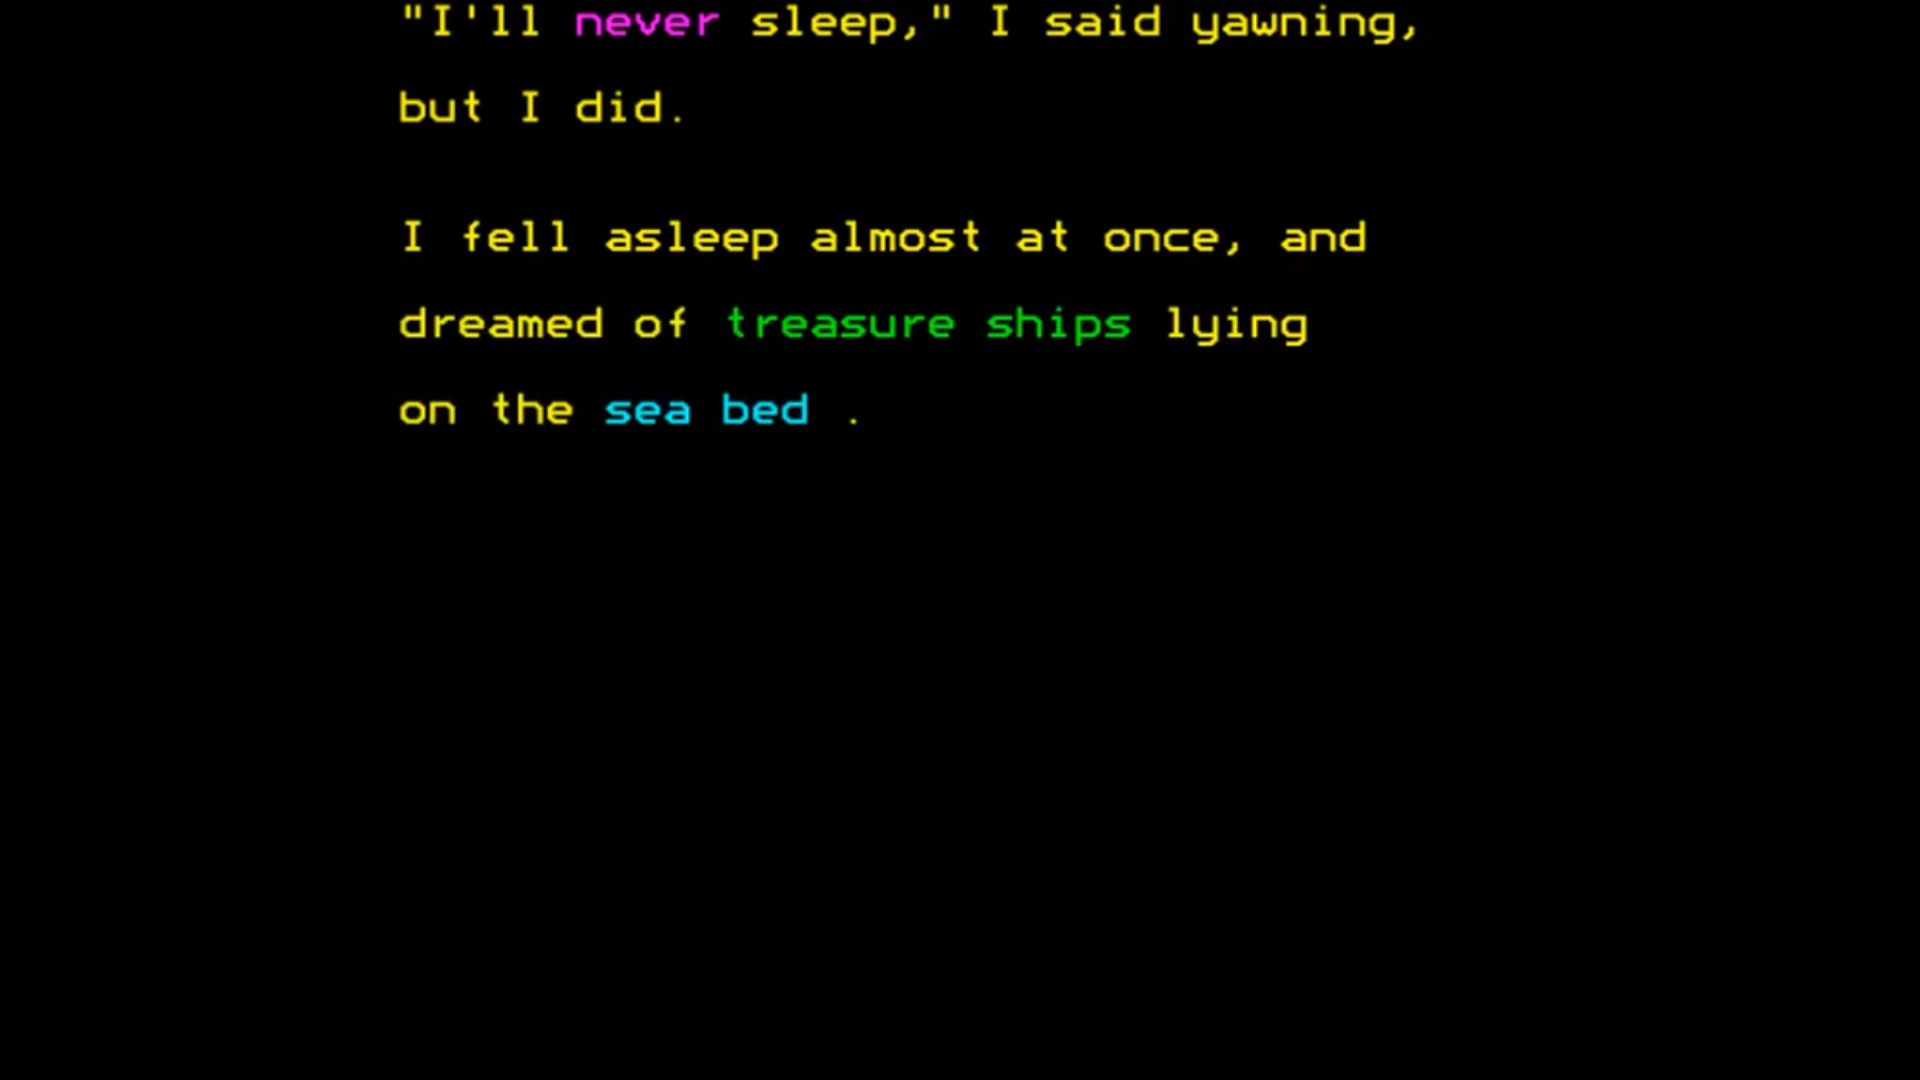 "I'll never sleep," I said yawning,
but I did.
I fell asleep almost at once, and
dreamed of treasure ships lying
on the sea bed .